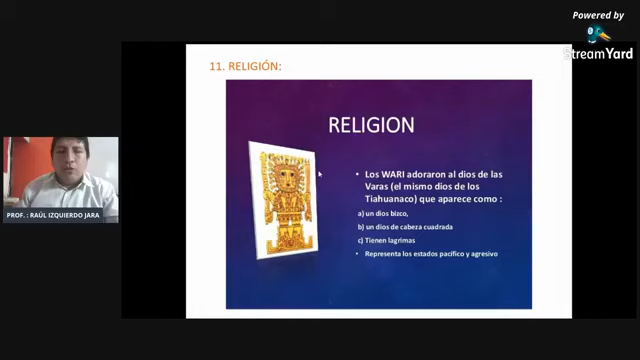 Powered by
StreamYard
11. RELIGIÓN:
RELIGION
• Los WARI adoraron al dios de las
Varas (el mismo dios de los
Tiahuanaco) que aparece como :
a) un dios bizco,
b) un dios de cabeza cuadrada
c) Tienen lagrimas
• Representa los estados pacífico y agresivo
PROF. : RAÚL IZQUIERDO JARA